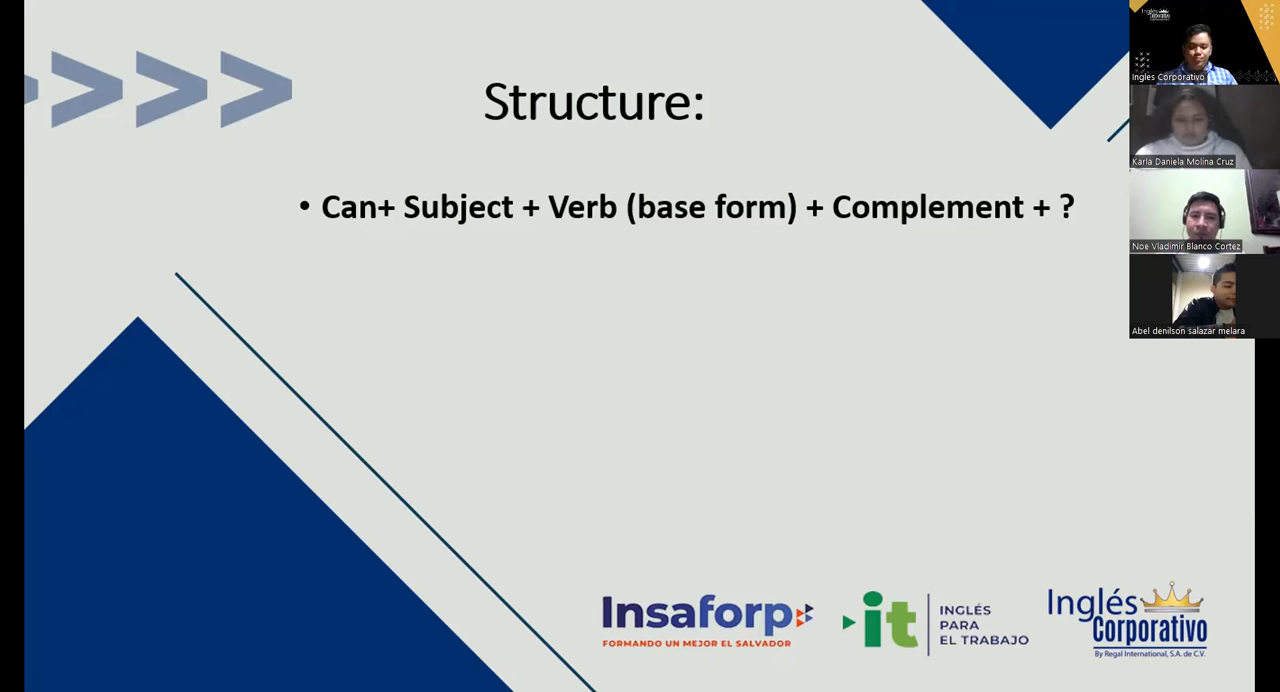 Structure:
• Can+ Subject + Verb (base form) + Complement + ?
Inglés
Corporativo
Ingles Corporativo
Karla Daniela Molina Cruz
Noe Vladimir Blanco Cortez
Abel denilson salazar melara
Insaforp
FORMANDO UN MEJOR EL SALVADOR
it
INGLÉS
PARA
EL TRABAJO
Inglés
Corporativo
By Regal International, S.A. de C.V.